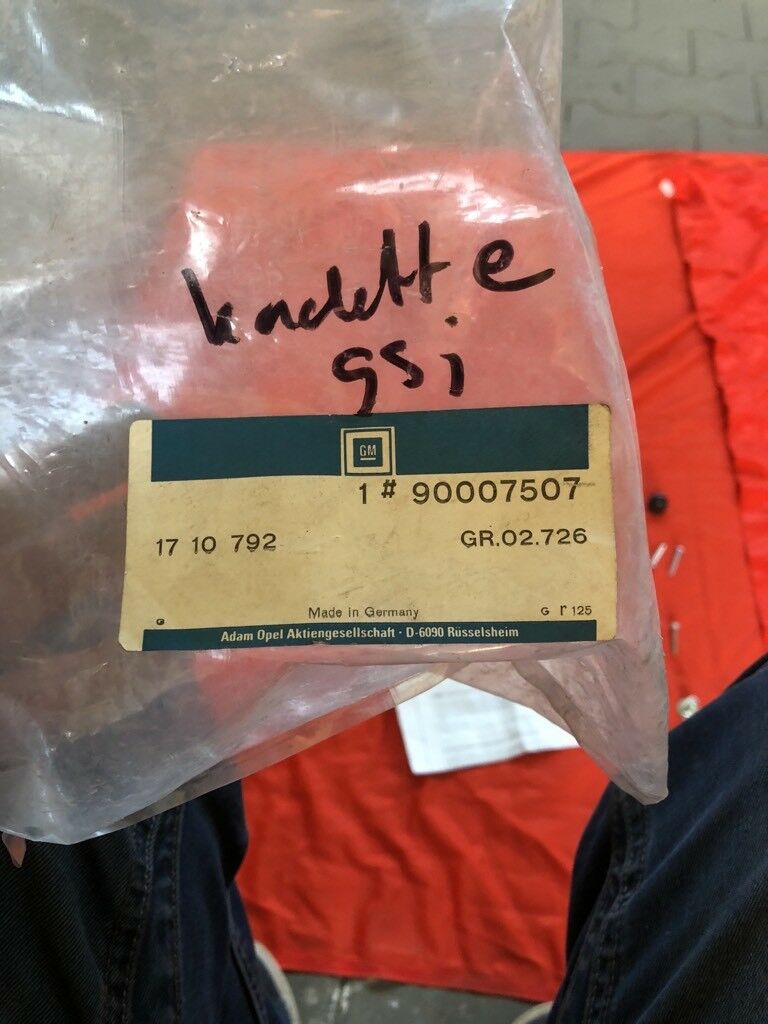 kadett e
gsi
GM
1 # 90007507
17 10 792
GR.02.726
G
Made in Germany
G r 125
Adam Opel Aktiengesellschaft · D-6090 Rüsselsheim